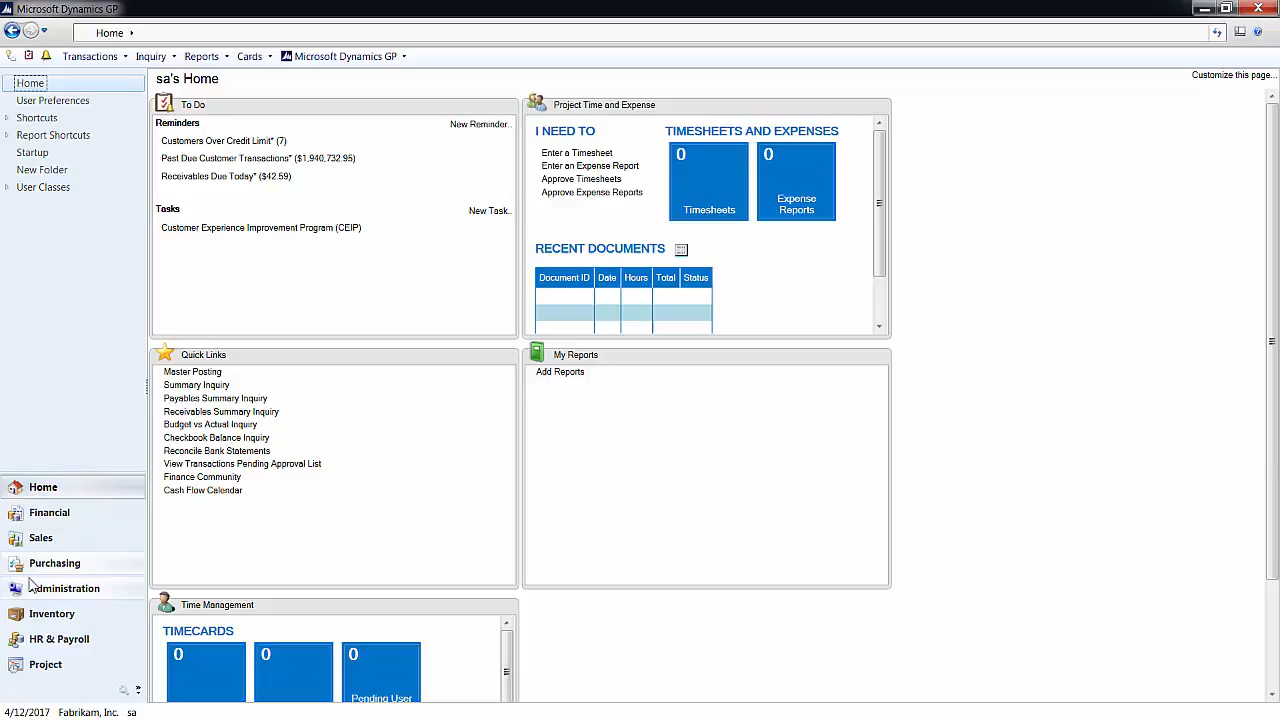 Microsoft Dynamics GP
Home
Transactions Inquiry Reports Cards Microsoft Dynamics GP
Home
User Preferences
Shortcuts
Report Shortcuts
Startup
New Folder
User Classes
Home
Financial
Sales
Purchasing
Administration
Inventory
HR & Payroll
Project
sa's Home
Customize this page...
To Do
Reminders
New Reminder..
Customers Over Credit Limit* (7)
Past Due Customer Transactions* ($1,940,732.95)
Receivables Due Today* ($42.59)
Tasks
New Task..
Customer Experience Improvement Program (CEIP)
Project Time and Expense
I NEED TO
Enter a Timesheet
Enter an Expense Report
Approve Timesheets
Approve Expense Reports
TIMESHEETS AND EXPENSES
0
Timesheets
0
Expense
Reports
RECENT DOCUMENTS
Document ID Date Hours Total Status
Quick Links
Master Posting
Summary Inquiry
Payables Summary Inquiry
Receivables Summary Inquiry
Budget vs Actual Inquiry
Checkbook Balance Inquiry
Reconcile Bank Statements
View Transactions Pending Approval List
Finance Community
Cash Flow Calendar
My Reports
Add Reports
Time Management
TIMECARDS
0
0
0
Pending User
4/12/2017 Fabrikam, Inc. sa